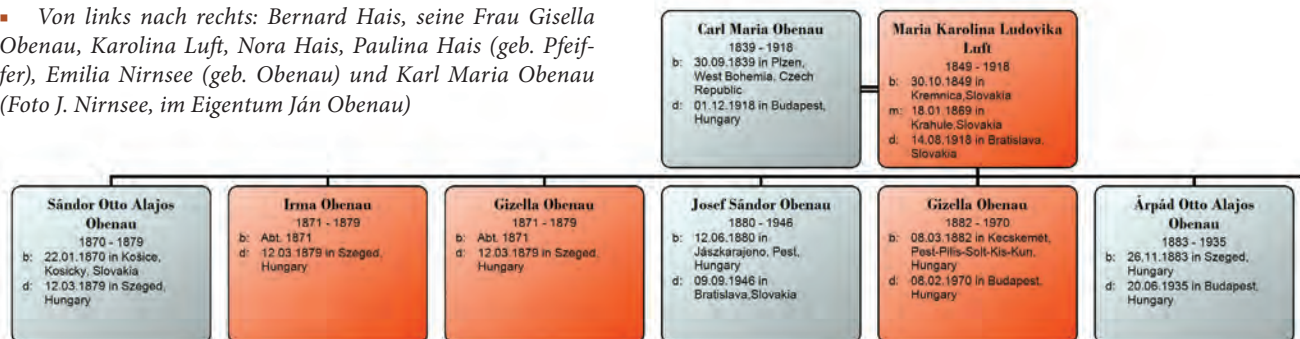 ▪ Von links nach rechts: Bernard Hais, seine Frau Gisella
Obenau, Karolina Luft, Nora Hais, Paulina Hais (geb. Pfeif-
fer), Emilia Nirnsee (geb. Obenau) und Karl Maria Obenau
(Foto J. Nirnsee, im Eigentum Ján Obenau)
Carl Maria Obenau
1839 - 1918
b: 30.09.1839 in Plzen,
West Bohemia, Czech
Republic
d: 01.12.1918 in Budapest,
Hungary
Maria Karolina Ludovika
Luft
1849 - 1918
b: 30.10.1849 in
Kremnica,Slovakia
m: 18.01.1869 in
Krahule,Slovakia
d: 14.08.1918 in Bratislava,
Slovakia
Sándor Otto Alajos
Obenau
1870 - 1879
b: 22.01.1870 in Košice,
Kosicky, Slovakia
d: 12.03.1879 in Szeged,
Hungary
Irma Obenau
1871 - 1879
b: Abt. 1871
d: 12.03.1879 in Szeged,
Hungary
Gizella Obenau
1871 - 1879
b: Abt. 1871
d: 12.03.1879 in Szeged,
Hungary
Josef Sándor Obenau
1880 - 1946
b: 12.06.1880 in
Jászkarajeno, Pest,
Hungary
d: 09.09.1946 in
Bratislava,Slovakia
Gizella Obenau
1882 - 1970
b: 08.03.1882 in Kecskemét,
Pest-Pilis-Solt-Kis-Kun,
Hungary
d: 08.02.1970 in Budapest,
Hungary
Árpád Otto Alajos
Obenau
1883 - 1935
b: 26.11.1883 in Szeged,
Hungary
d: 20.06.1935 in Budapest,
Hungary